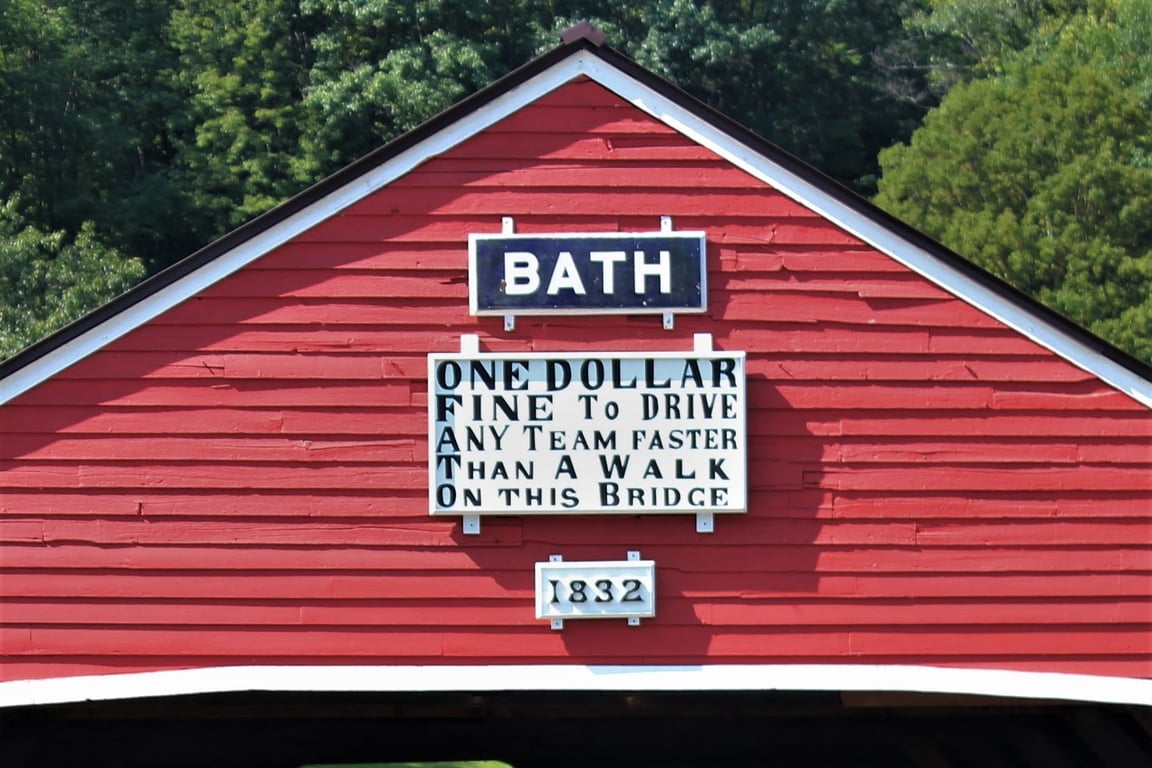 BATH
ONE DOLLAR
FINE To DRIVE
ANY TEAM FASTER
THAN A WALK
ON THIS BRIDGE
1832